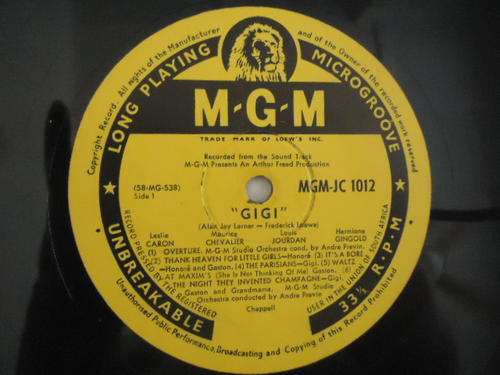 Copyright Record. All rights of the Manufacturer and of the Owner of the recorded work reserved
LONG PLAYING
MICROGROOVE
M-G-M
TRADE MARK OF LOEW'S INC.
Recorded from the Sound Track
M-G-M Presents An Arthur Freed Production
(58-MG-538)
MGM-JC 1012
Side 1
"GIGI"
(Alan Jay Lerner — Frederick Loewe)
Leslie Maurice Louis Hermione
CARON CHEVALIER JOURDAN GINGOLD
(1) OVERTURE. M-G-M Studio Orchestra cond. by Andre Previn.
(2) THANK HEAVEN FOR LITTLE GIRLS—Honoré (3) IT'S A BORE
—Honoré and Gaston. (4) THE PARISIANS—Gigi. (5) WALTZ
AT MAXIM'S (She Is Not Thinking Of Me) Gaston. (6)
THE NIGHT THEY INVENTED CHAMPAGNE—Gigi,
Gaston and Grandmama. M-G-M Studio
Orchestra conducted by Andre Previn
Chappell
RECORD PRESSED BY THE REGISTERED
USER IN THE UNION OF SOUTH AFRICA
UNBREAKABLE
33⅓ R.P.M
Unauthorised Public Performance, Broadcasting and Copying of this Record Prohibited